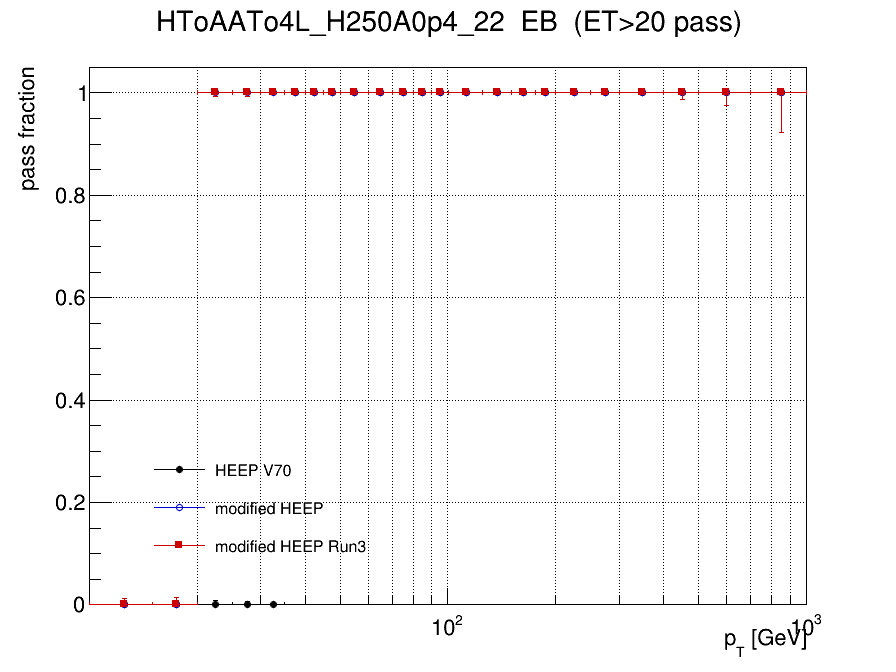 HToAATo4L_H250A0p4_22 EB (ET>20 pass)
pass fraction
1
0.8
0.6
0.4
0.2
0
HEEP V70
modified HEEP
modified HEEP Run3
10²
10³
p_T [GeV]